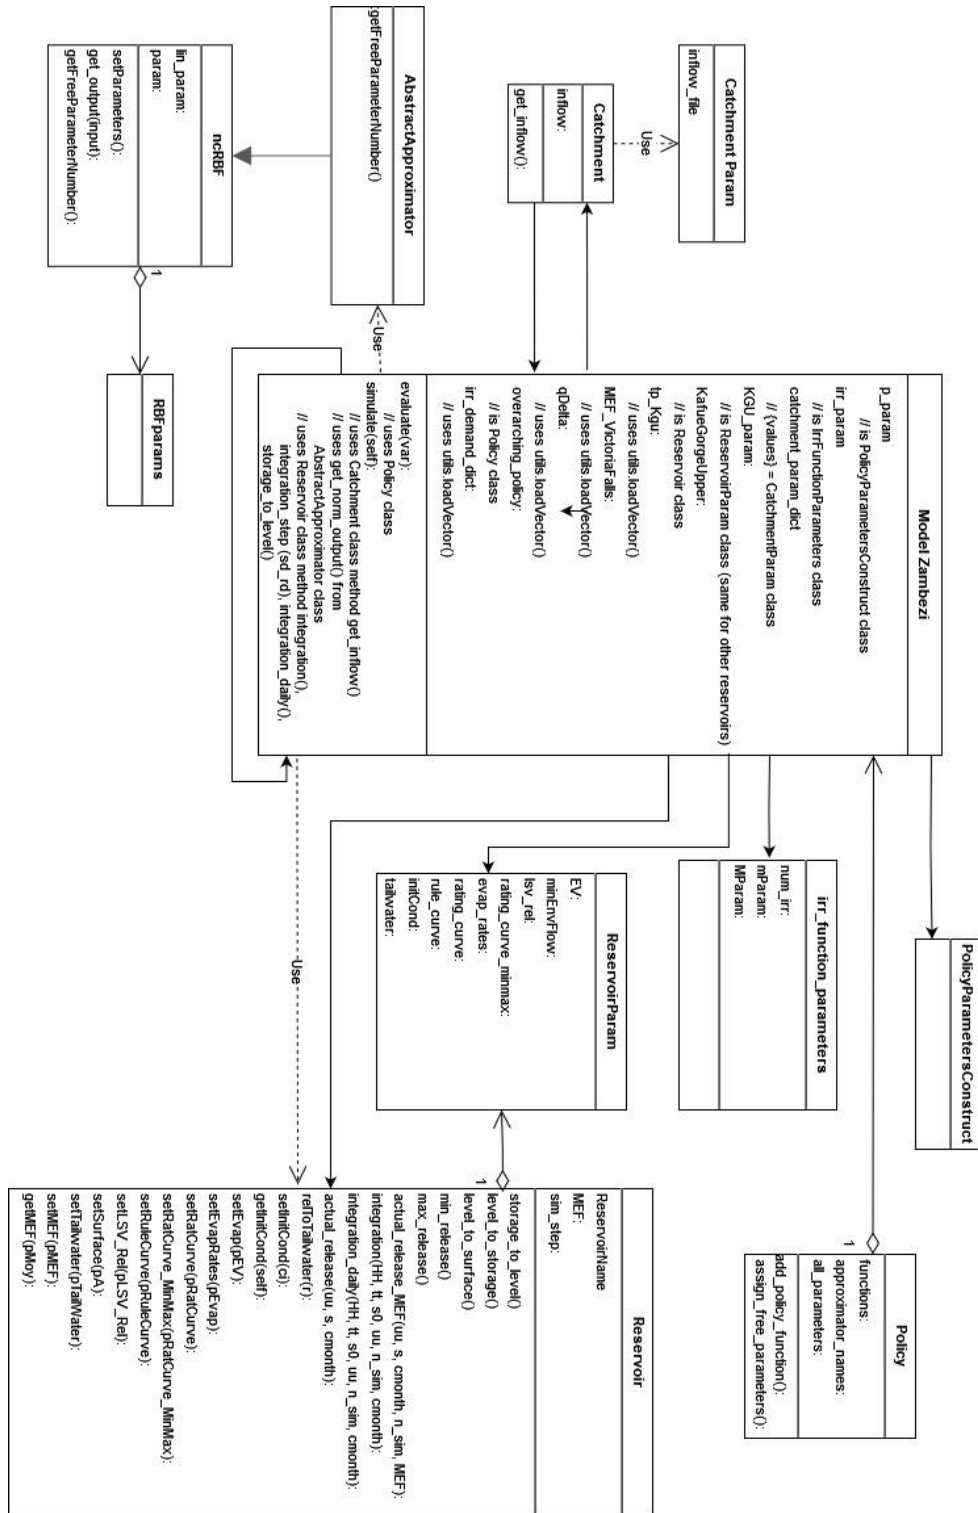 Catchment Param
inflow_file
Use
Catchment
inflow:
get_inflow():
AbstractApproximator
getFreeParameterNumber()
ncRBF
lin_param:
param:
setParameters():
get_output(input):
getFreeParameterNumber():
1
RBFparams
Use
Model Zambezi
p_param
// is PolicyParametersConstruct class
irr_param
// is IrrFunctionParameters class
catchment_param_dict
// {values} = CatchmentParam class
KGU_param:
// is ReservoirParam class (same for other reservoirs)
KafueGorgeUpper:
// is Reservoir class
tp_Kgu:
// uses utils.loadVector()
MEF_VictoriaFalls:
// uses utils.loadVector()
qDelta:
// uses utils.loadVector()
overarching_policy:
// is Policy class
irr_demand_dict:
// uses utils.loadVector()
evaluate(var):
// uses Policy class
simulate(self):
// uses Catchment class method get_inflow()
// uses get_norm_output() from
AbstractApproximator class
// uses Reservoir class method integration(),
integration_step (sd_rd), integration_daily(),
storage_to_level()
Use
PolicyParametersConstruct
irr_function_parameters
num_irr:
mParam:
MParam:
ReservoirParam
EV:
minEnvFlow:
lsv_rel:
rating_curve_minmax:
evap_rates:
rating_curve:
rule_curve:
initCond:
tailwater:
1
Policy
functions:
approximator_names:
all_parameters:
add_policy_function():
assign_free_parameters():
1
Reservoir
ReservoirName
MEF:
sim_step:
storage_to_level()
level_to_storage()
level_to_surface()
min_release()
max_release()
actual_release_MEF(uu, s, cmonth, n_sim, MEF):
integration(HH, tt, s0, uu, n_sim, cmonth):
integration_daily(HH, tt, s0, uu, n_sim, cmonth):
actual_release(uu, s, cmonth):
relToTailwater(r):
setInitCond(ci):
getInitCond(self):
setEvap(pEV):
setEvapRates(pEvap):
setRatCurve(pRatCurve):
setRatCurve_MinMax(pRatCurve_MinMax):
setRuleCurve(pRuleCurve):
setLSV_Rel(pLSV_Rel):
setSurface(pA):
setTailwater(pTailWater):
setMEF(pMEF):
getMEF(pMoy):